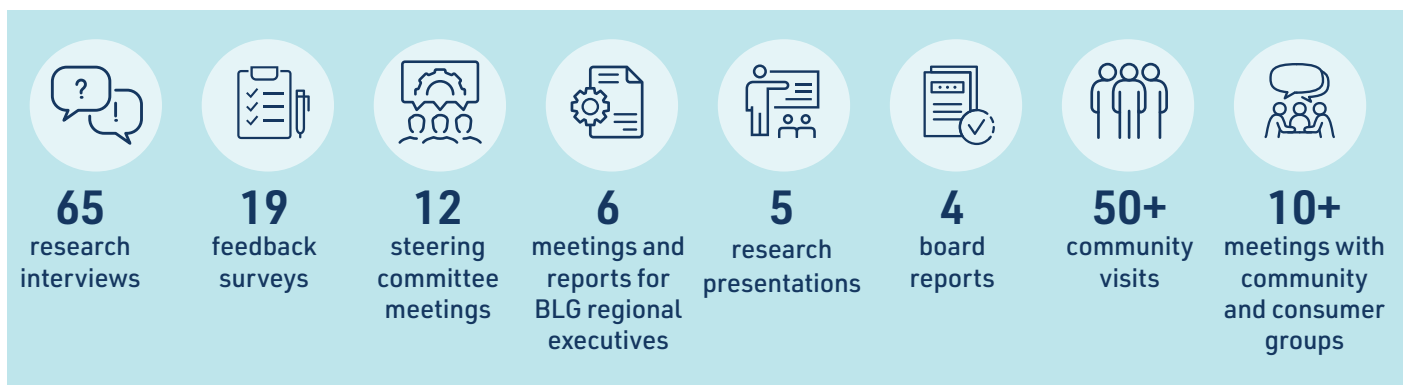 65
research
interviews
19
feedback
surveys
12
steering
committee
meetings
6
meetings and
reports for
BLG regional
executives
5
research
presentations
4
board
reports
50+
community
visits
10+
meetings with
community
and consumer
groups